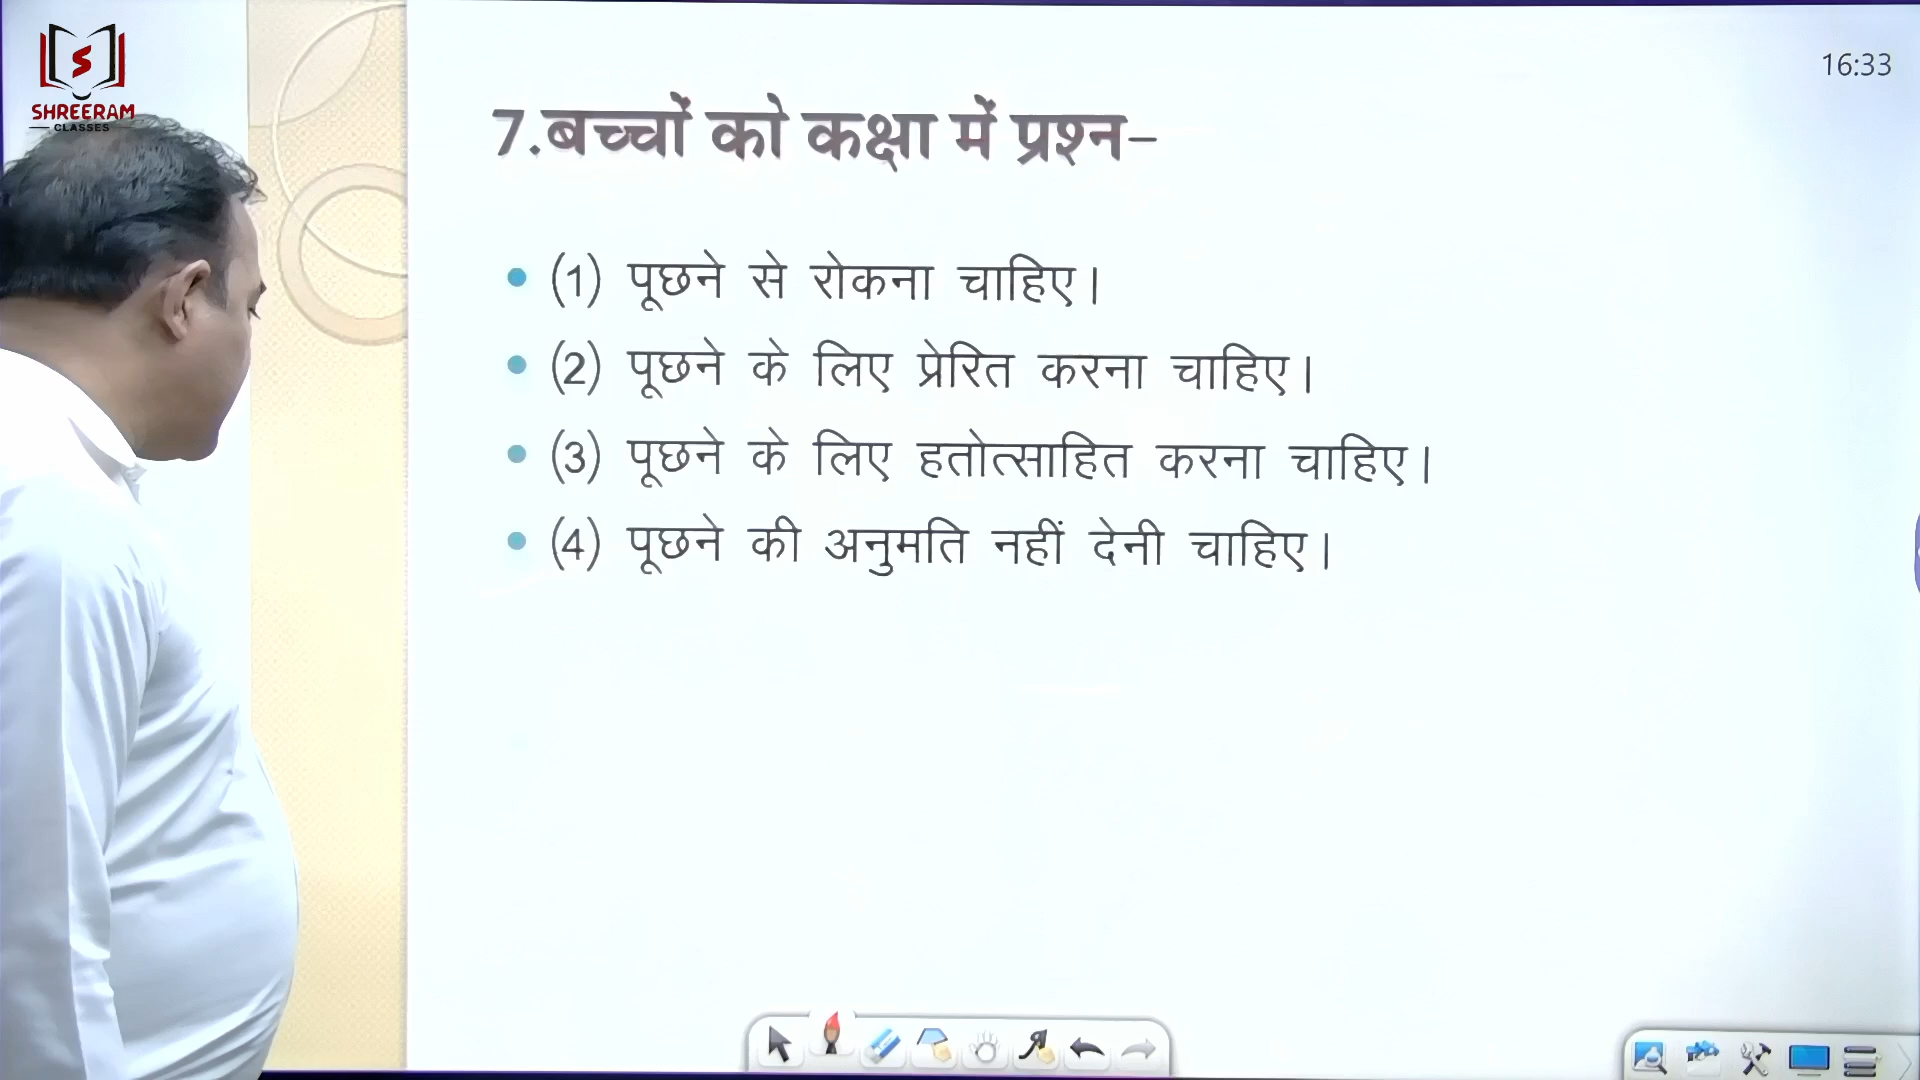 SHREERAM
CLASSES
16:33
7.बच्चों को कक्षा में प्रश्न-
(1) पूछने से रोकना चाहिए।
(2) पूछने के लिए प्रेरित करना चाहिए।
(3) पूछने के लिए हतोत्साहित करना चाहिए।
(4) पूछने की अनुमति नहीं देनी चाहिए।